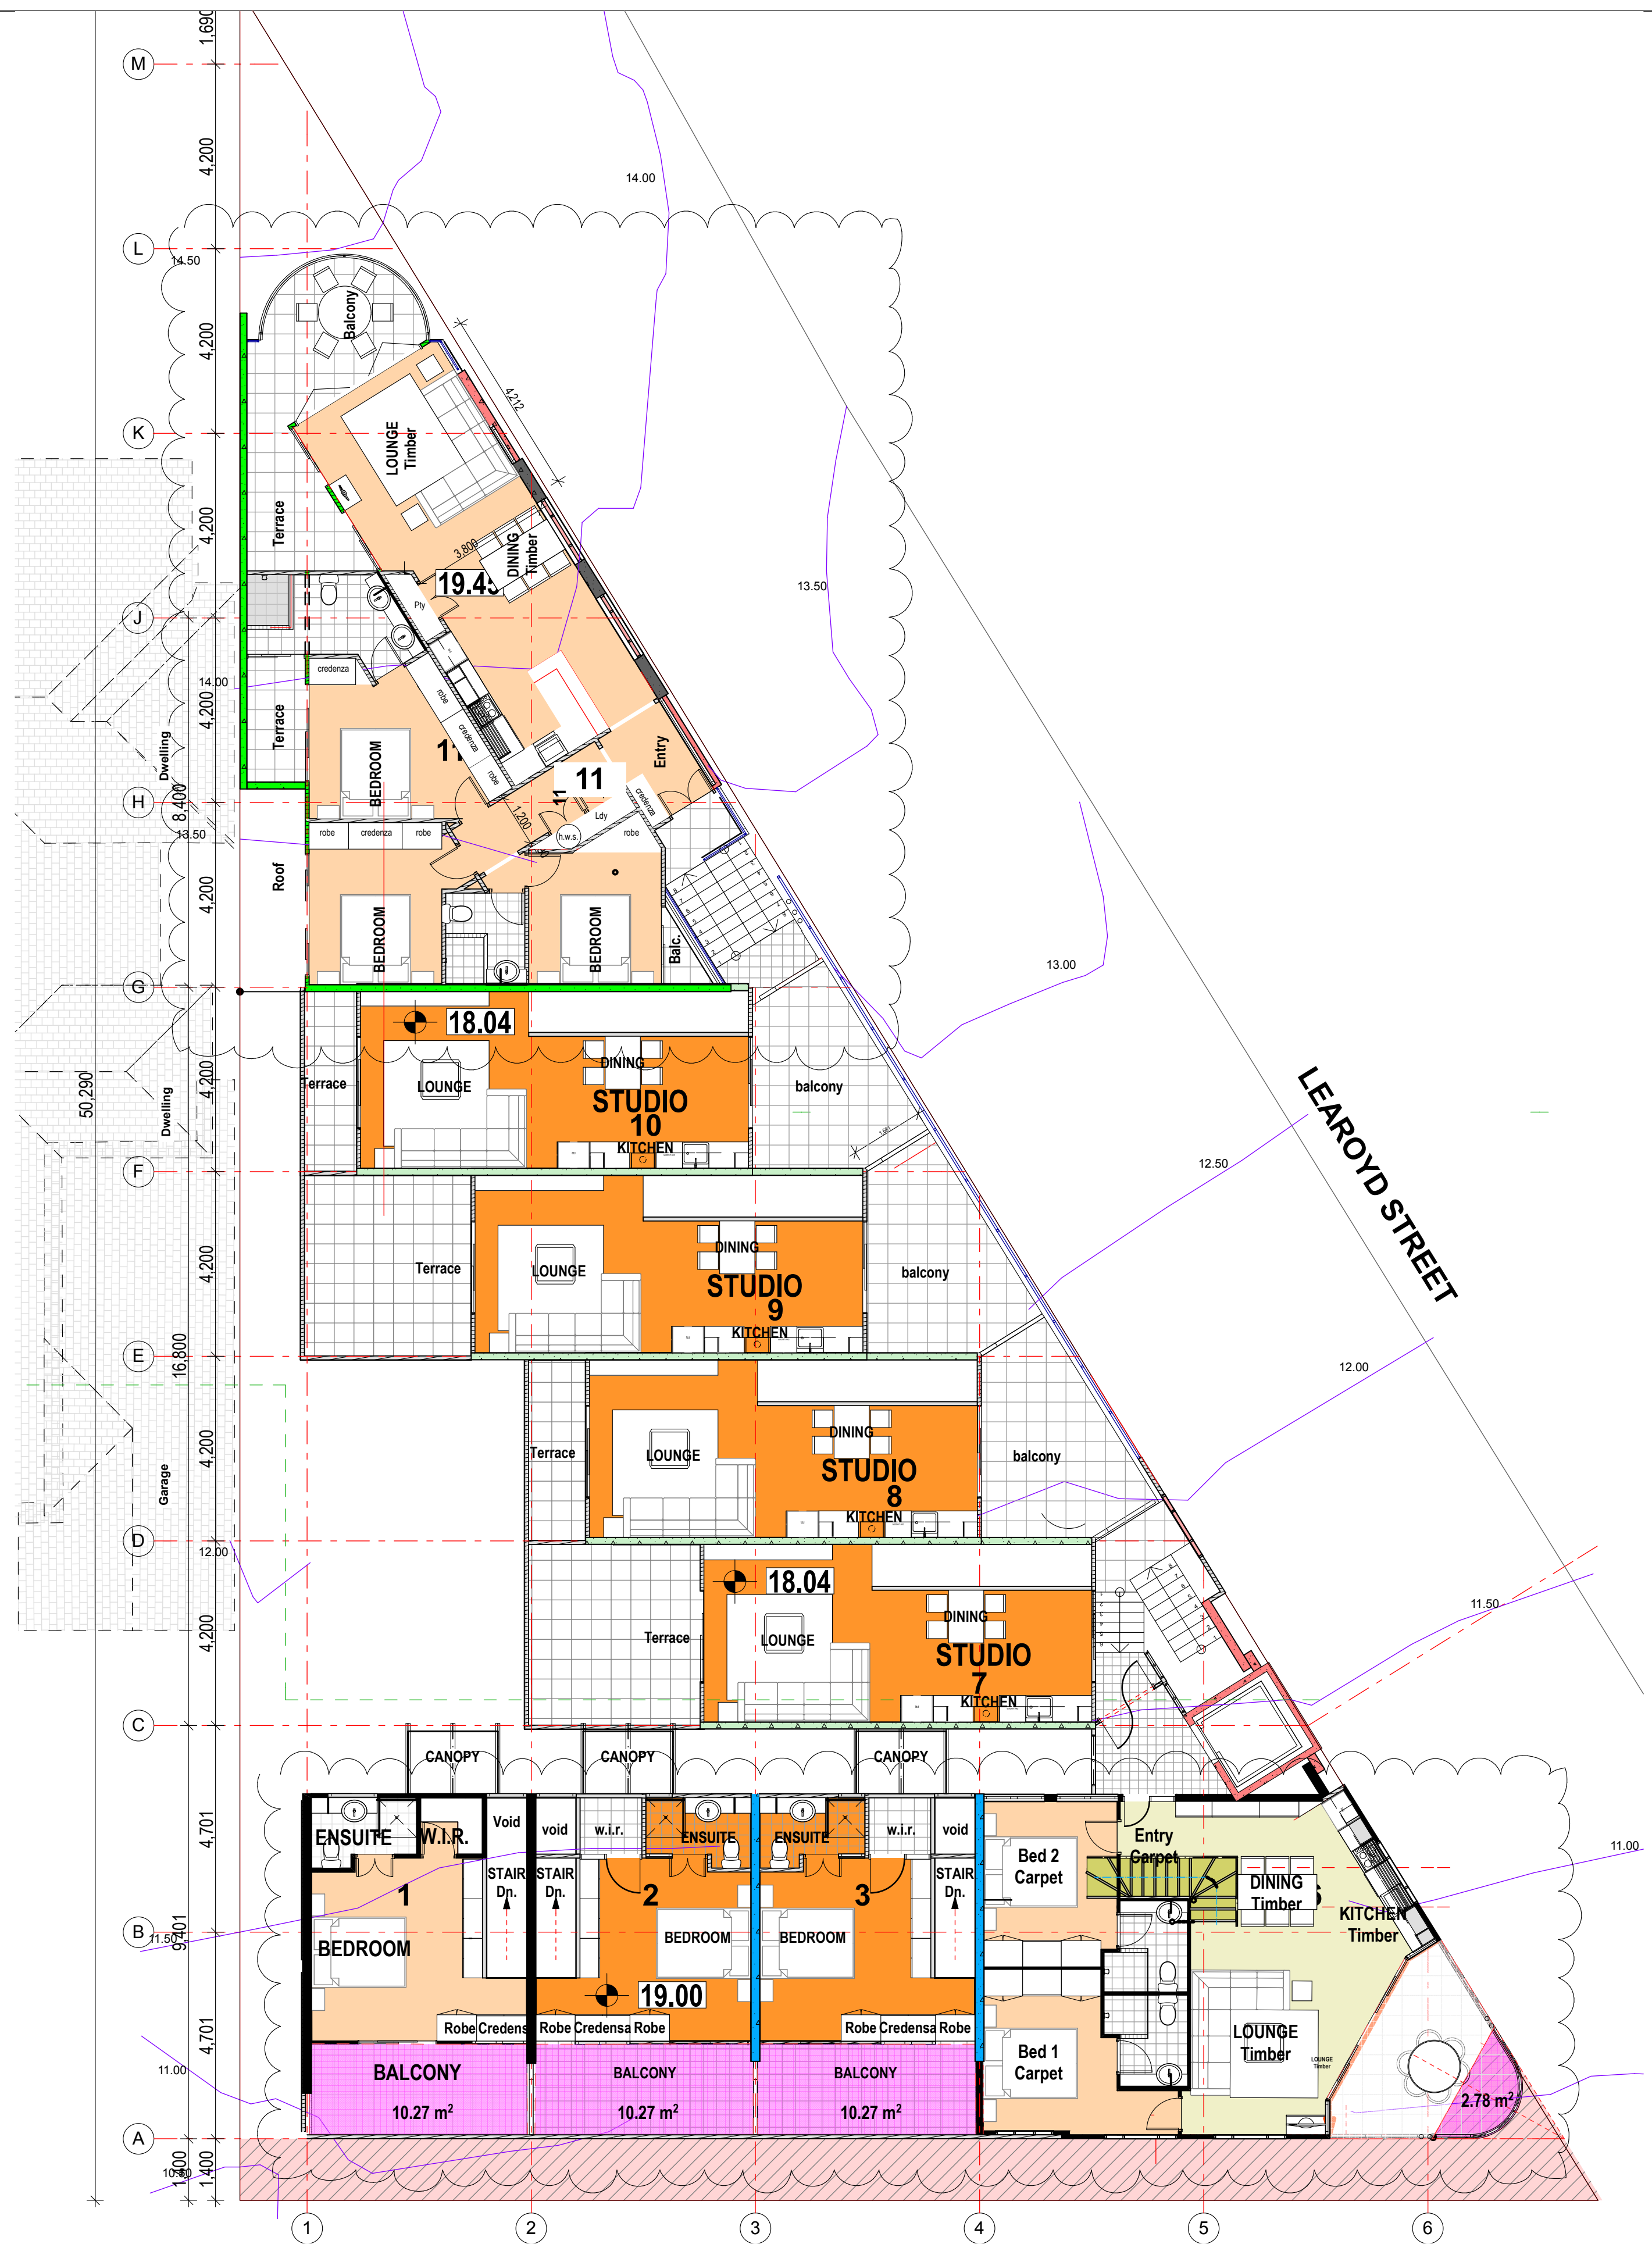 1,690
M
4,200
14.00
L
14.50
Balcony
4,200
4,212
K
LOUNGE
Timber
Terrace
4,200
3,800
DINING
Timber
19.45
13.50
Pty
J
credenza
14.00
robe
4,200
Terrace
Dwelling
BEDROOM
11
credenza
robe
Entry
11
11
credenza
H
8,400
1,200
Ldy
13.50
robe
credenza
robe
(h.w.s.)
robe
Roof
4,200
BEDROOM
BEDROOM
Balc.
13.00
G
18.04
4,200
50,290
Terrace
LOUNGE
DINING
balcony
STUDIO
10
KITCHEN
Dwelling
LEAROYD STREET
F
12.50
4,200
Terrace
LOUNGE
DINING
balcony
STUDIO
9
KITCHEN
E
16,800
12.00
4,200
Terrace
LOUNGE
DINING
balcony
STUDIO
8
KITCHEN
Garage
D
12.00
18.04
4,200
Terrace
LOUNGE
DINING
11.50
STUDIO
7
KITCHEN
C
CANOPY
CANOPY
CANOPY
4,701
ENSUITE
W.I.R.
Void
void
w.i.r.
ENSUITE
ENSUITE
w.i.r.
void
Entry
Carpet
11.00
STAIR
Dn.
STAIR
Dn.
STAIR
Dn.
Bed 2
Carpet
DINING
Timber
1
2
3
6
KITCHEN
Timber
B
9,401
11.50
BEDROOM
BEDROOM
BEDROOM
19.00
4,701
Robe
Credensa
Robe
Credensa
Robe
Robe
Credensa
Robe
LOUNGE
Timber
LOUNGE
Timber
Bed 1
Carpet
11.00
BALCONY
BALCONY
BALCONY
10.27 m²
10.27 m²
10.27 m²
2.78 m²
A
1,400
1
2
3
4
5
6